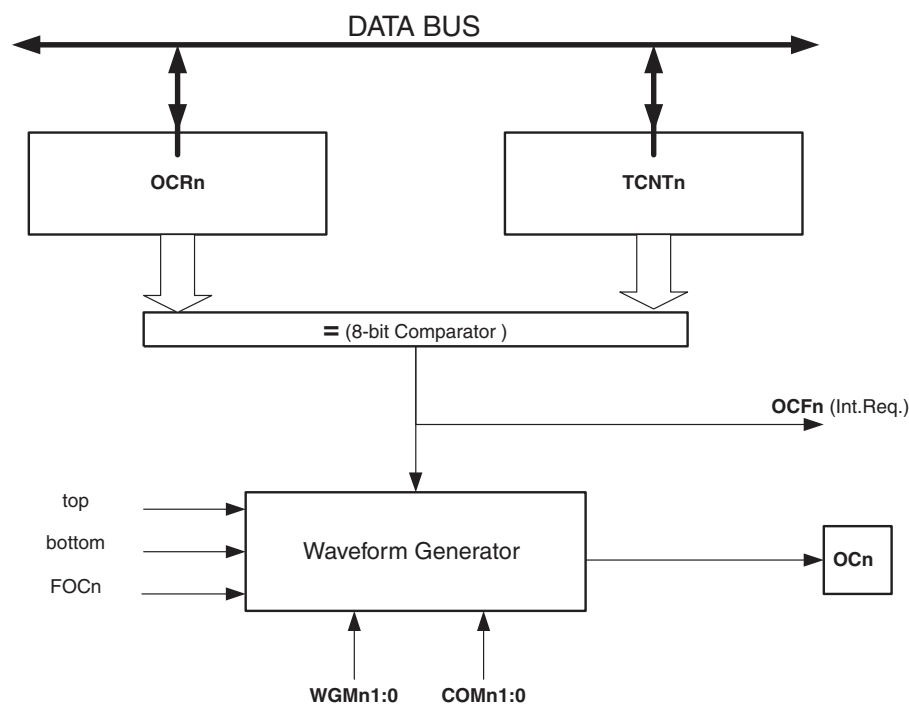 DATA BUS
OCRn
TCNTn
= (8-bit Comparator )
OCFn (Int.Req.)
top
bottom
FOCn
Waveform Generator
OCn
WGMn1:0
COMn1:0